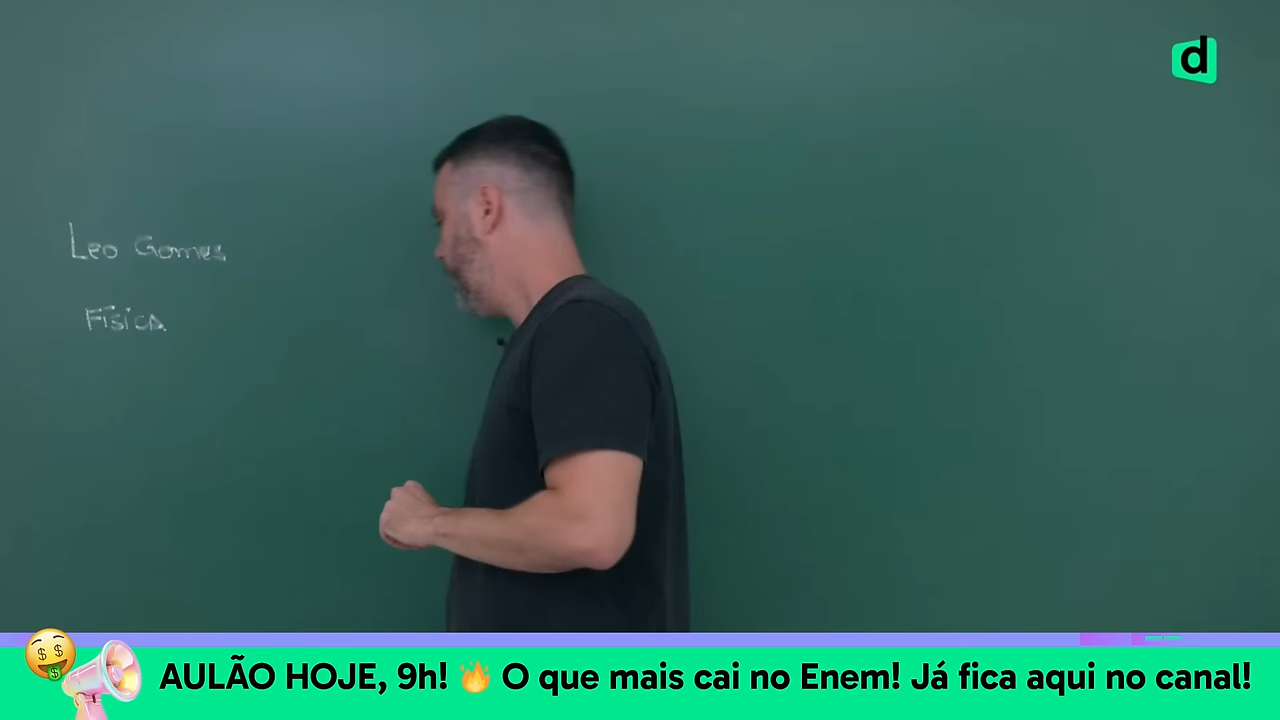 d
Leo Gomes
Física
AULÃO HOJE, 9h! 🔥 O que mais cai no Enem! Já fica aqui no canal!